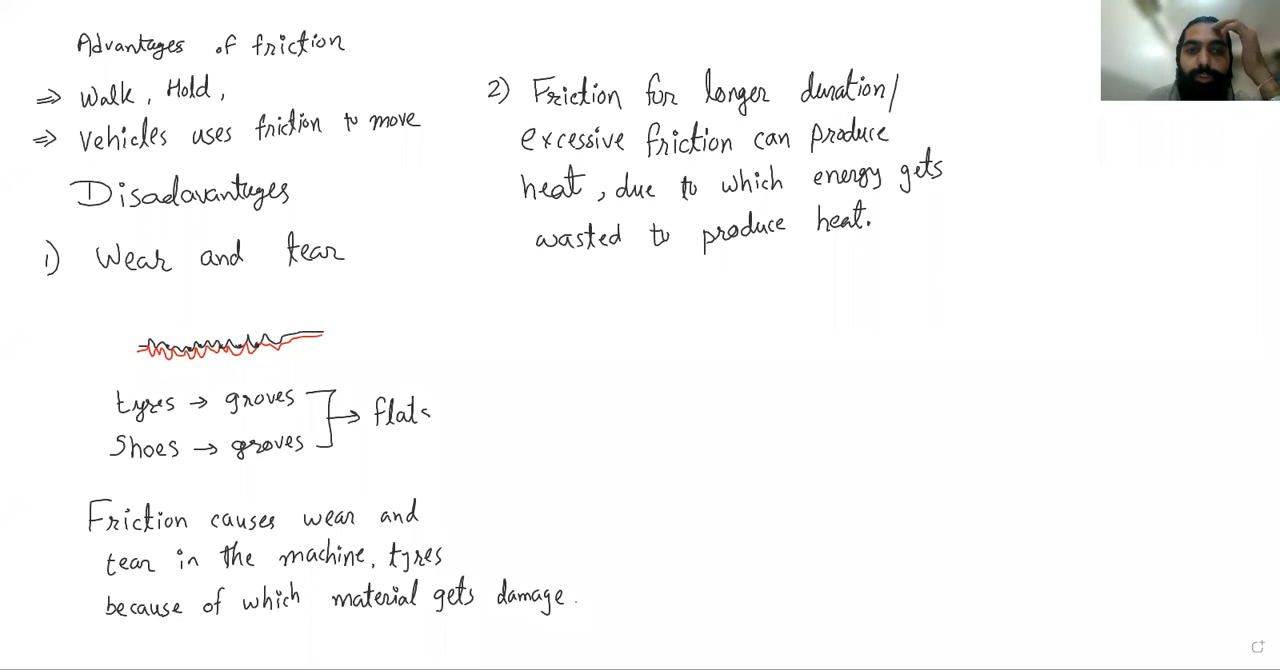 Advantages of friction
⇒ Walk, Hold,
⇒ Vehicles uses friction to move
Disadavantages
1) Wear and tear
tyres → groves
Shoes → groves
→ flats
Friction causes wear and
tear in the machine, tyres
because of which material gets damage.
2) Friction for longer duration/
excessive friction can produce
heat, due to which energy gets
wasted to produce heat.